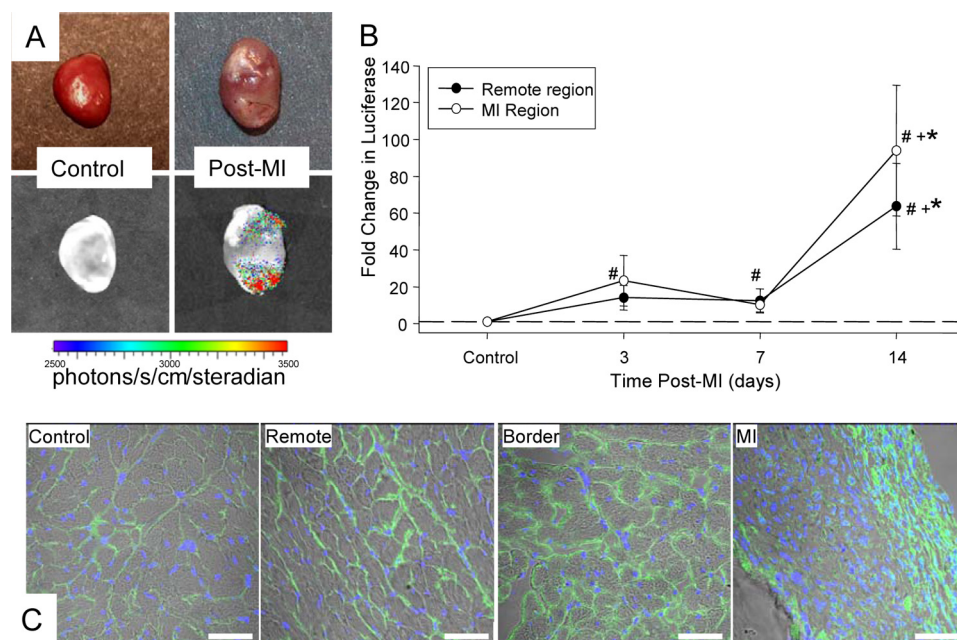 A
Control
Post-MI
2500
3000
3500
photons/s/cm/steradian
B
Fold Change in Luciferase
140
120
100
80
60
40
20
0
Remote region
MI Region
#
#
# + *
# + *
Control
3
7
14
Time Post-MI (days)
C
Control
Remote
Border
MI